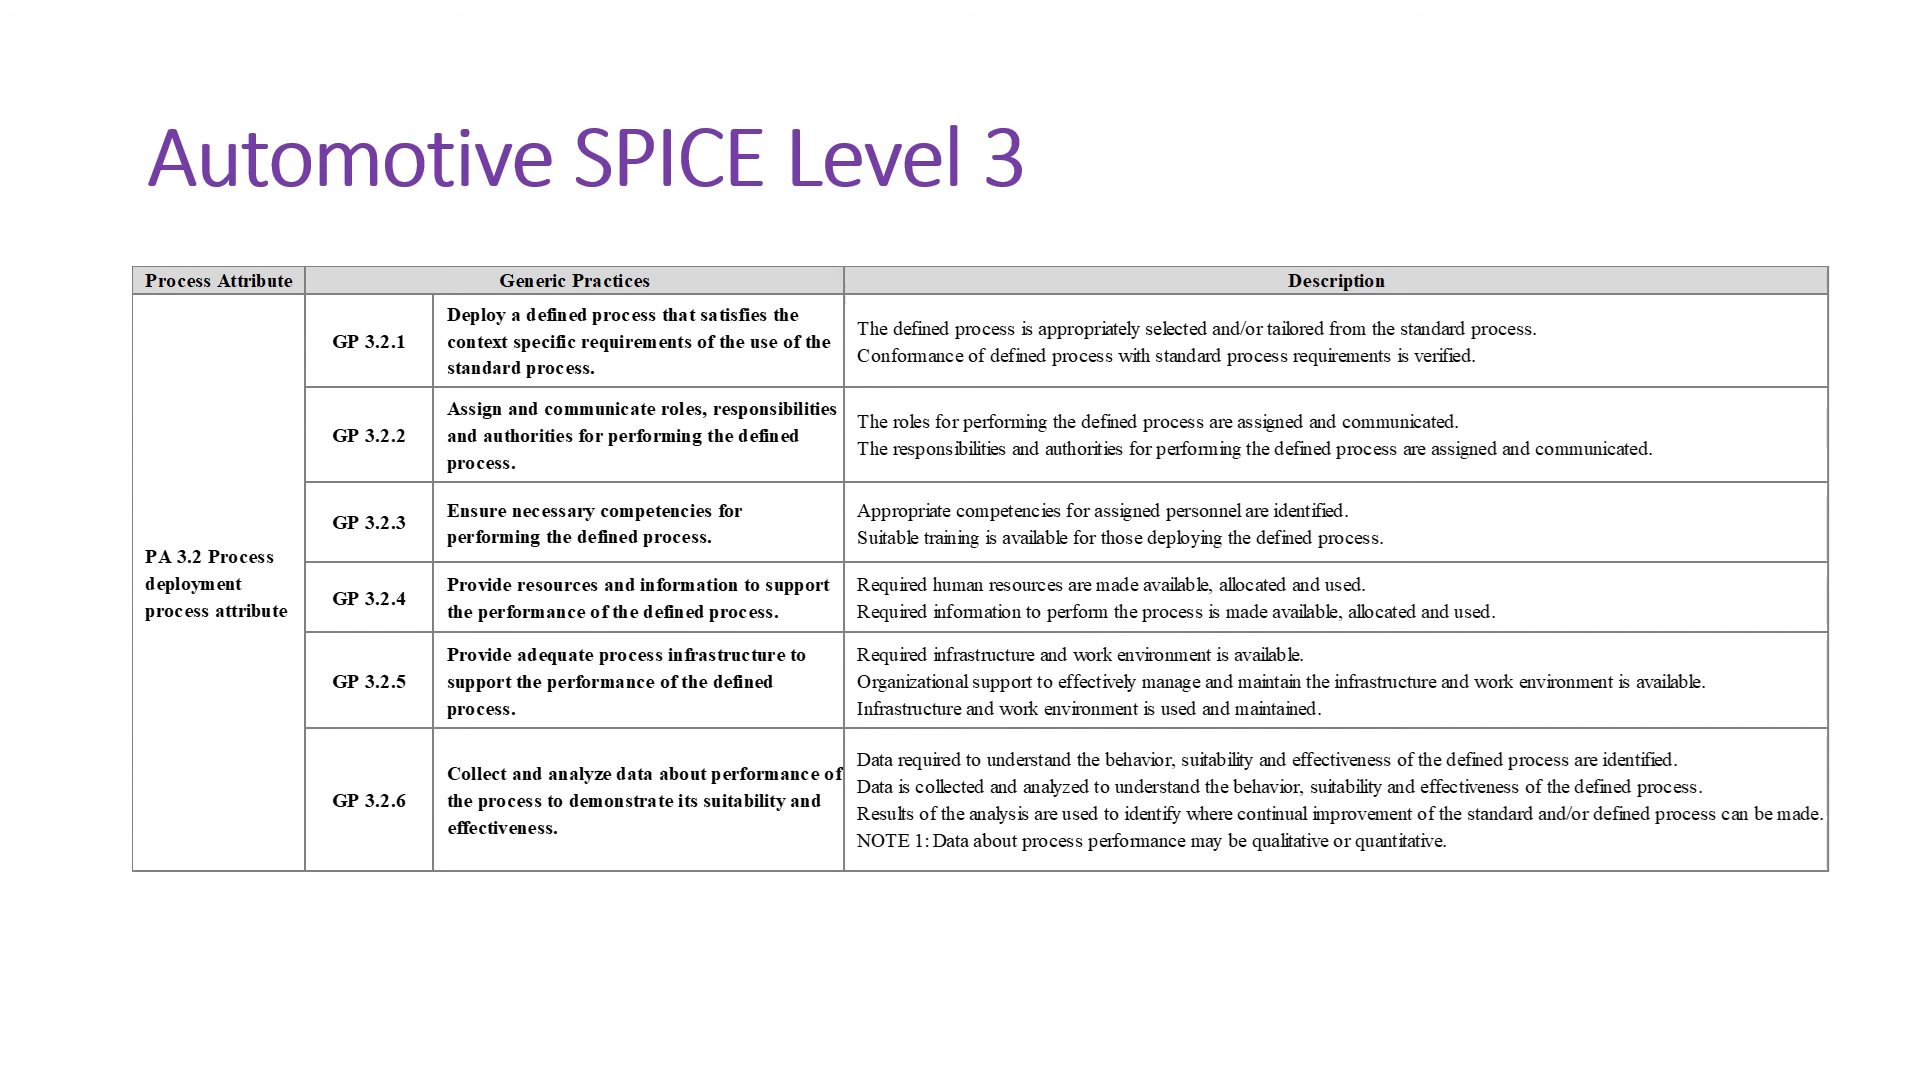 Automotive SPICE Level 3
Process Attribute
Generic Practices
Description
PA 3.2 Process
deployment
process attribute
GP 3.2.1
Deploy a defined process that satisfies the
context specific requirements of the use of the
standard process.
The defined process is appropriately selected and/or tailored from the standard process.
Conformance of defined process with standard process requirements is verified.
GP 3.2.2
Assign and communicate roles, responsibilities
and authorities for performing the defined
process.
The roles for performing the defined process are assigned and communicated.
The responsibilities and authorities for performing the defined process are assigned and communicated.
GP 3.2.3
Ensure necessary competencies for
performing the defined process.
Appropriate competencies for assigned personnel are identified.
Suitable training is available for those deploying the defined process.
GP 3.2.4
Provide resources and information to support
the performance of the defined process.
Required human resources are made available, allocated and used.
Required information to perform the process is made available, allocated and used.
GP 3.2.5
Provide adequate process infrastructure to
support the performance of the defined
process.
Required infrastructure and work environment is available.
Organizational support to effectively manage and maintain the infrastructure and work environment is available.
Infrastructure and work environment is used and maintained.
GP 3.2.6
Collect and analyze data about performance of
the process to demonstrate its suitability and
effectiveness.
Data required to understand the behavior, suitability and effectiveness of the defined process are identified.
Data is collected and analyzed to understand the behavior, suitability and effectiveness of the defined process.
Results of the analysis are used to identify where continual improvement of the standard and/or defined process can be made.
NOTE 1: Data about process performance may be qualitative or quantitative.